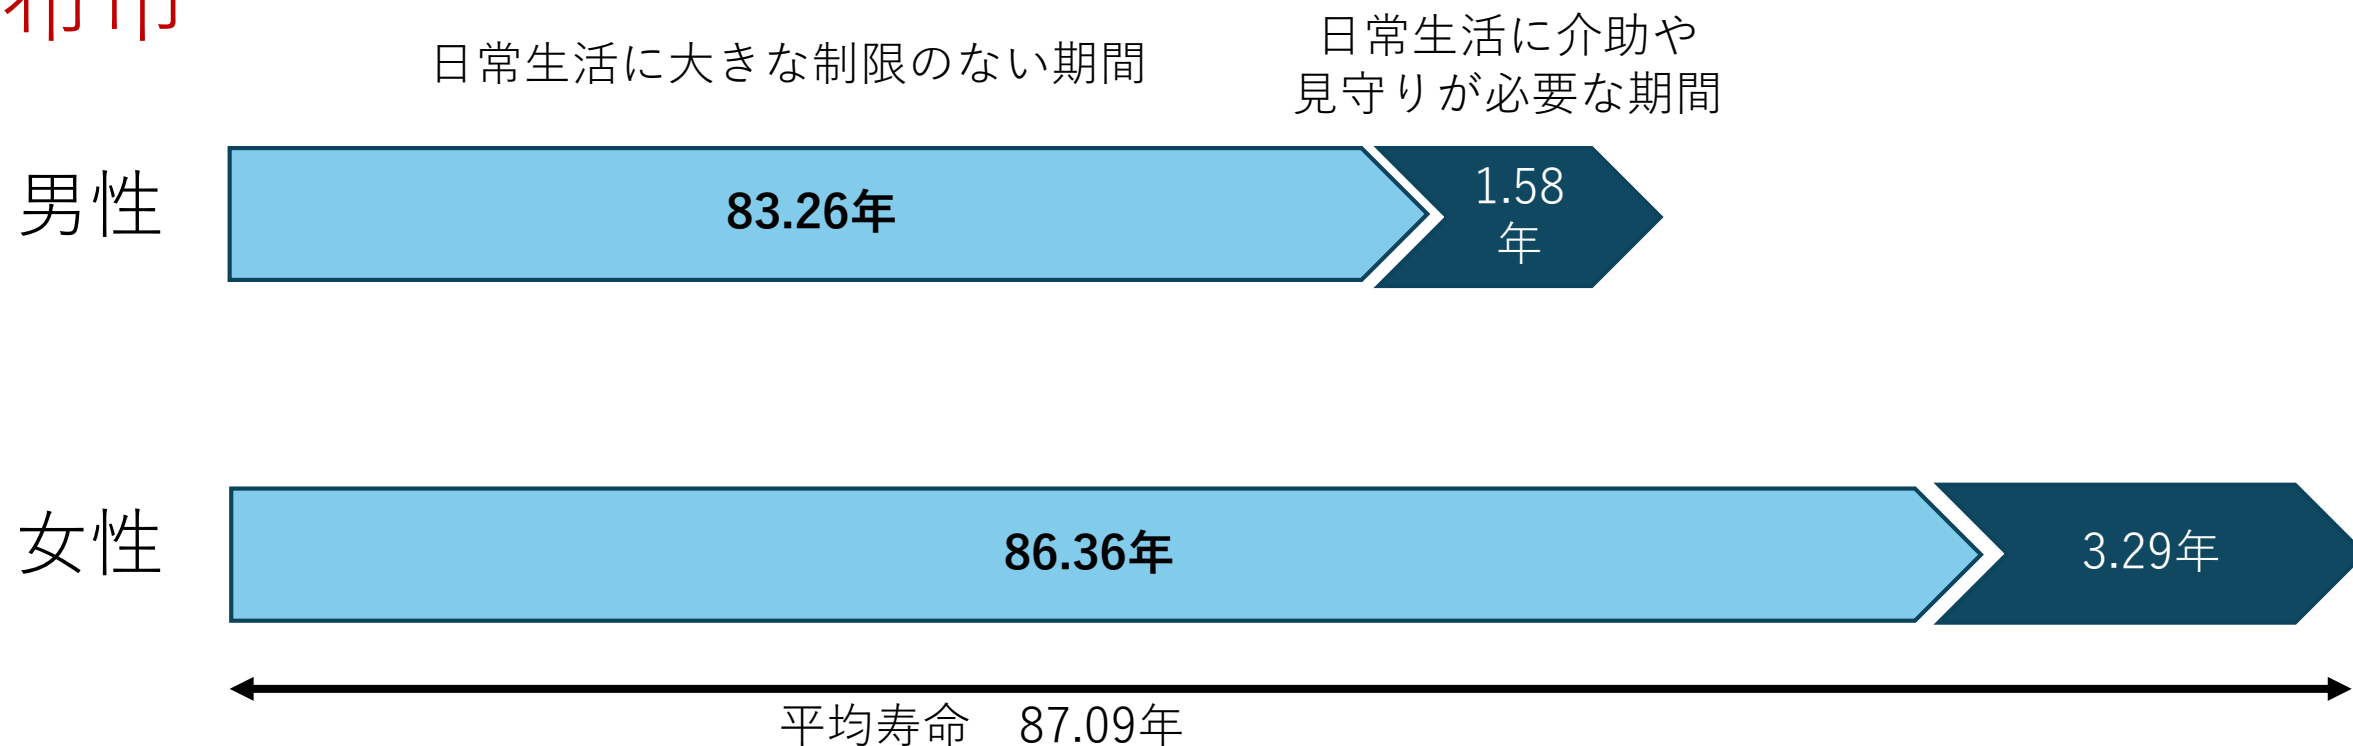 日常生活に大きな制限のない期間
日常生活に介助や
見守りが必要な期間
男性
83.26年
1.58
年
女性
86.36年
3.29年
平均寿命　87.09年